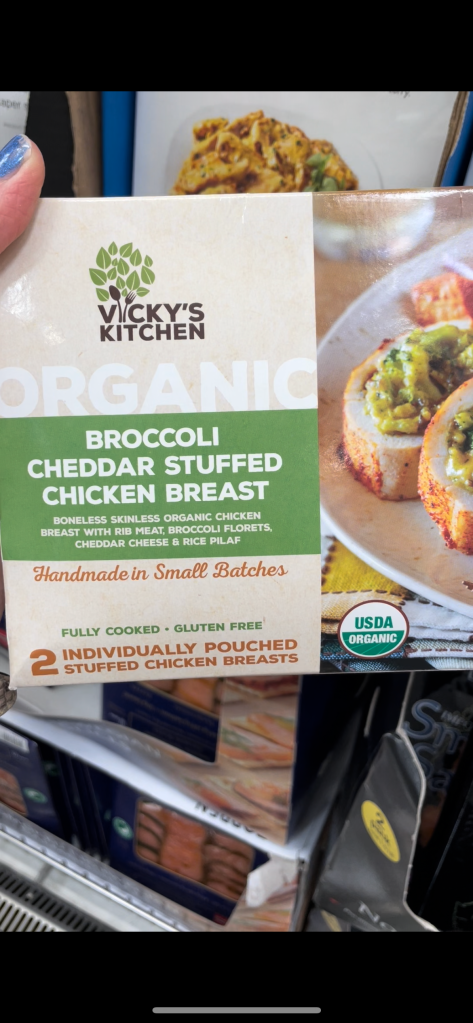 VICKY'S
KITCHEN
ORGANIC
BROCCOLI
CHEDDAR STUFFED
CHICKEN BREAST
BONELESS SKINLESS ORGANIC CHICKEN
BREAST WITH RIB MEAT, BROCCOLI FLORETS,
CHEDDAR CHEESE & RICE PILAF
Handmade in Small Batches
FULLY COOKED • GLUTEN FREE
2 INDIVIDUALLY POUCHED
STUFFED CHICKEN BREASTS
USDA
ORGANIC